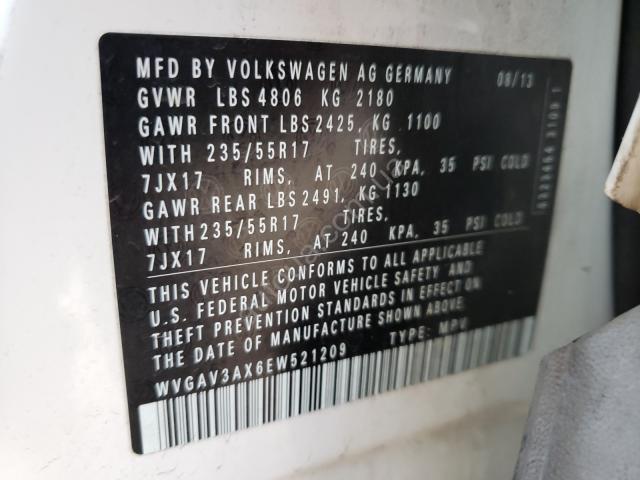 MFD BY VOLKSWAGEN AG GERMANY 08/13
GVWR LBS 4806 KG 2180
GAWR FRONT LBS 2425, KG 1100
WITH 235/55R17 TIRES,
7JX17 RIMS, AT 240 KPA, 35 PSI COLD
GAWR REAR LBS 2491, KG 1130
WITH 235/55R17 TIRES,
7JX17 RIMS, AT 240 KPA, 35 PSI COLD
THIS VEHICLE CONFORMS TO ALL APPLICABLE
U.S. FEDERAL MOTOR VEHICLE SAFETY AND
THEFT PREVENTION STANDARDS IN EFFECT ON
THE DATE OF MANUFACTURE SHOWN ABOVE.
WVGAV3AX6EW521209 TYPE: MPV